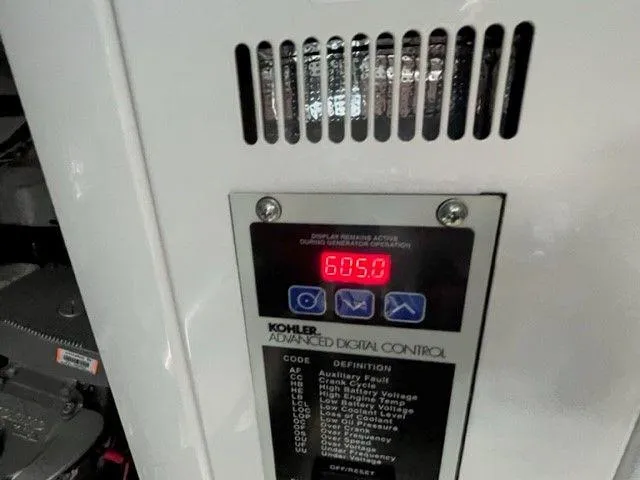 DISPLAY REMAINS ACTIVE
DURING GENERATOR OPERATION
605.0
KOHLER
ADVANCED DIGITAL CONTROL
CODE DEFINITION
AF Auxiliary Fault
CC Crank Cycle
HB High Battery Voltage
HE High Engine Temp
LB Low Battery Voltage
LCL Low Coolant Level
LOC Loss of Coolant
LOP Low Oil Pressure
OC Over Crank
OF Over Frequency
OS Over Speed
OU Over Voltage
UF Under Frequency
UU Under Voltage
OFF/RESET